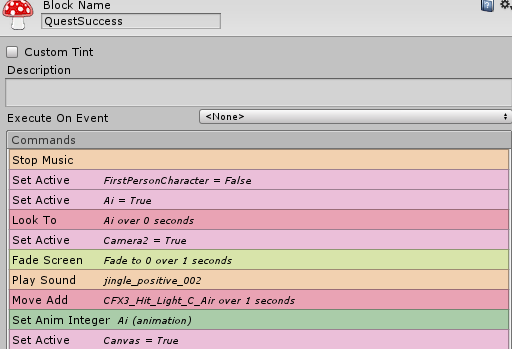 Block Name
QuestSuccess
Custom Tint
Description
Execute On Event <None>
Commands
Stop Music
Set Active FirstPersonCharacter = False
Set Active Ai = True
Look To Ai over 0 seconds
Set Active Camera2 = True
Fade Screen Fade to 0 over 1 seconds
Play Sound jingle_positive_002
Move Add CFX3_Hit_Light_C_Air over 1 seconds
Set Anim Integer Ai (animation)
Set Active Canvas = True